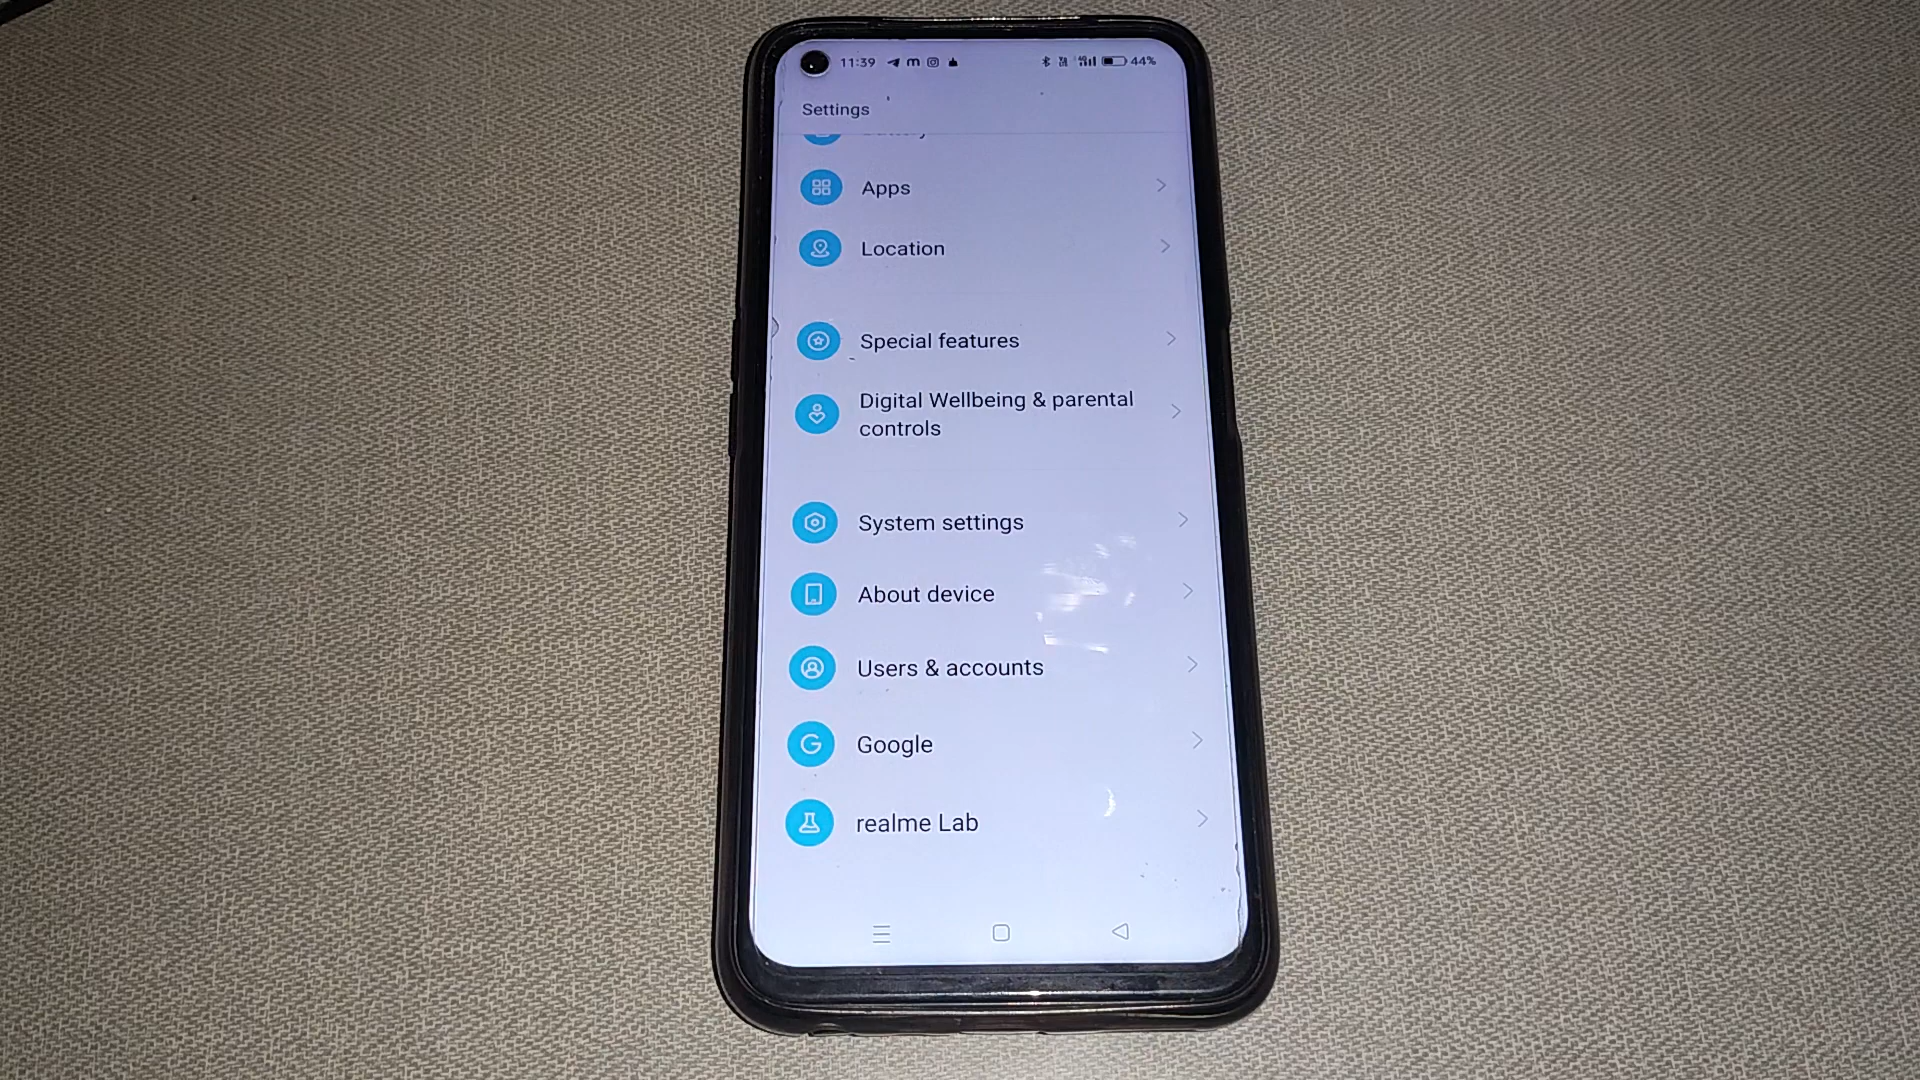 11:39 44%
Settings
Apps
Location
Special features
Digital Wellbeing & parental
controls
System settings
About device
Users & accounts
Google
realme Lab